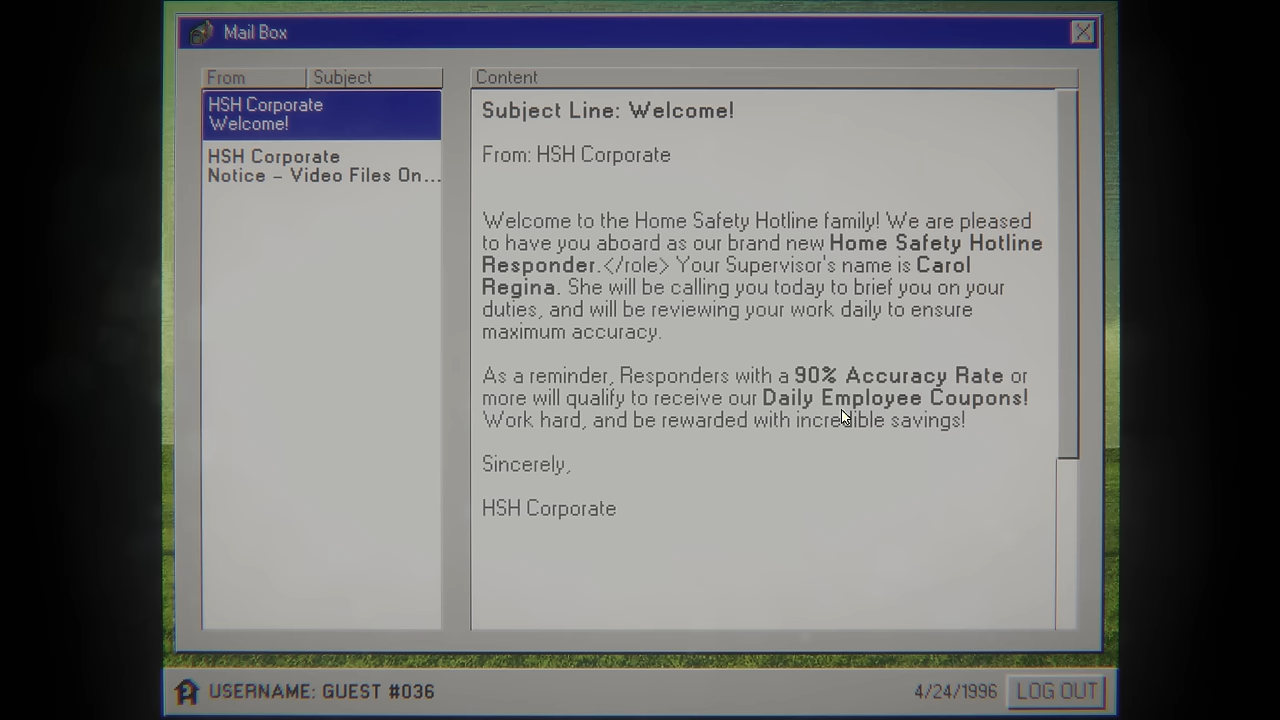 Mail Box
From Subject
HSH Corporate
Welcome!
HSH Corporate
Notice – Video Files On...
Content
Subject Line: Welcome!
From: HSH Corporate
Welcome to the Home Safety Hotline family! We are pleased
to have you aboard as our brand new Home Safety Hotline
Responder.</role> Your Supervisor's name is Carol
Regina. She will be calling you today to brief you on your
duties, and will be reviewing your work daily to ensure
maximum accuracy.
As a reminder, Responders with a 90% Accuracy Rate or
more will qualify to receive our Daily Employee Coupons!
Work hard, and be rewarded with incredible savings!
Sincerely,
HSH Corporate
USERNAME: GUEST #036
4/24/1996 LOG OUT